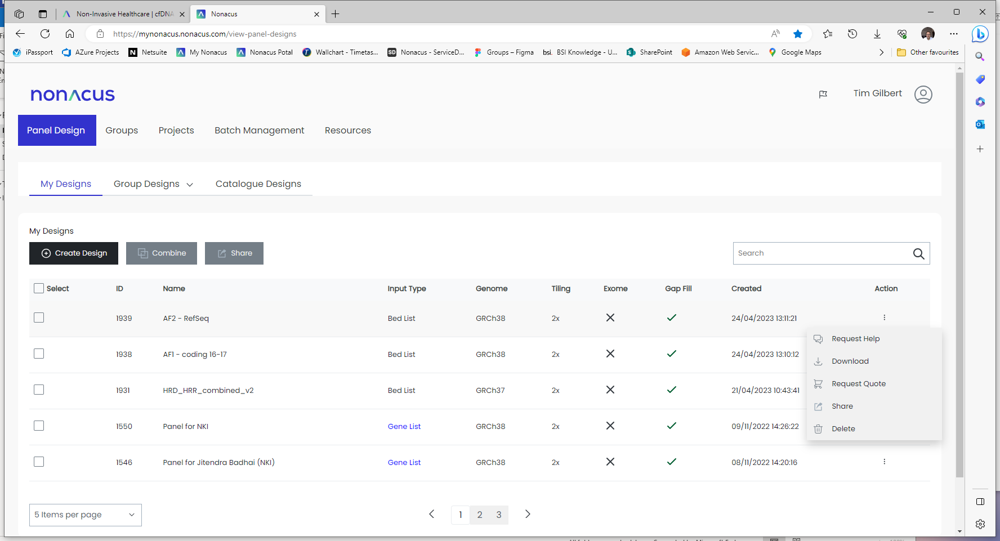 Non-Invasive Healthcare | cfDNA
Nonacus
https://mynonacus.nonacus.com/view-panel-designs
iPassport
AZure Projects
Netsuite
My Nonacus
Nonacus Potal
Wallchart - Timetas...
Nonacus - ServiceD...
Groups – Figma
bsi. BSI Knowledge - U...
SharePoint
Amazon Web Servic...
Google Maps
Other favourites
nonacus
Tim Gilbert
Panel Design
Groups
Projects
Batch Management
Resources
My Designs
Group Designs
Catalogue Designs
My Designs
Create Design
Combine
Share
Search
Select ID Name Input Type Genome Tiling Exome Gap Fill Created Action
1939 AF2 - RefSeq Bed List GRCh38 2x 24/04/2023 13:11:21
1938 AF1 - coding 16-17 Bed List GRCh38 2x 24/04/2023 13:10:12
1931 HRD_HRR_combined_v2 Bed List GRCh37 2x 21/04/2023 10:43:41
1550 Panel for NKI Gene List GRCh38 2x 09/11/2022 14:26:22
1546 Panel for Jitendra Badhai (NKI) Gene List GRCh38 2x 08/11/2022 14:20:16
Request Help
Download
Request Quote
Share
Delete
5 Items per page
1 2 3